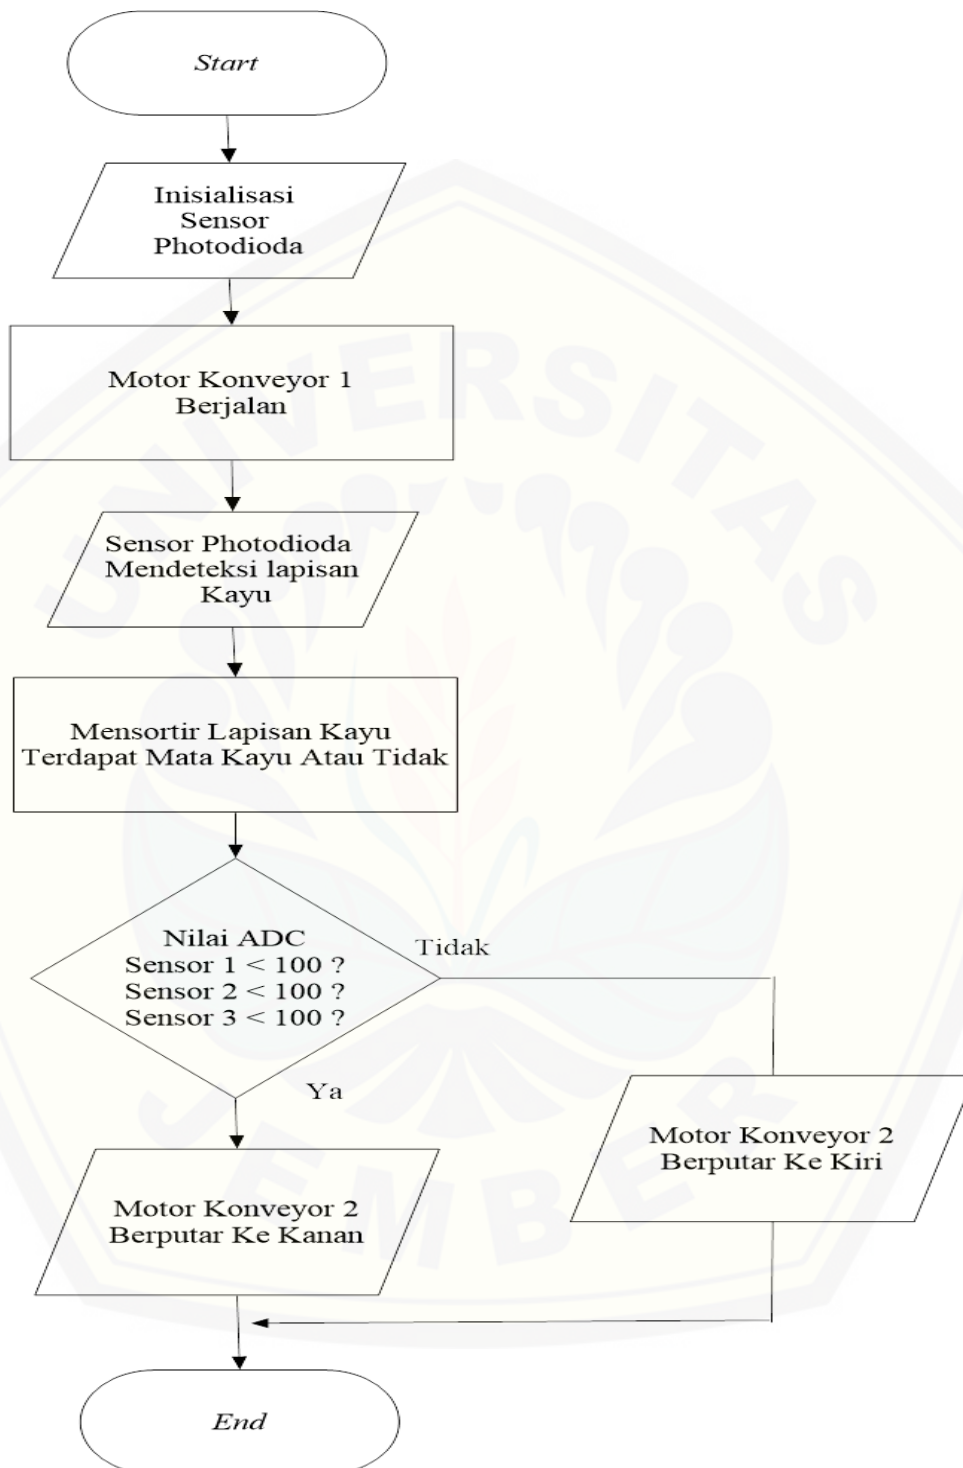 Start
Inisialisasi
Sensor
Photodioda
Motor Konveyor 1
Berjalan
Sensor Photodioda
Mendeteksi lapisan
Kayu
Mensortir Lapisan Kayu
Terdapat Mata Kayu Atau Tidak
Nilai ADC
Sensor 1 < 100 ?
Sensor 2 < 100 ?
Sensor 3 < 100 ?
Tidak
Ya
Motor Konveyor 2
Berputar Ke Kiri
Motor Konveyor 2
Berputar Ke Kanan
End
UNIVERSITAS
JEMBER